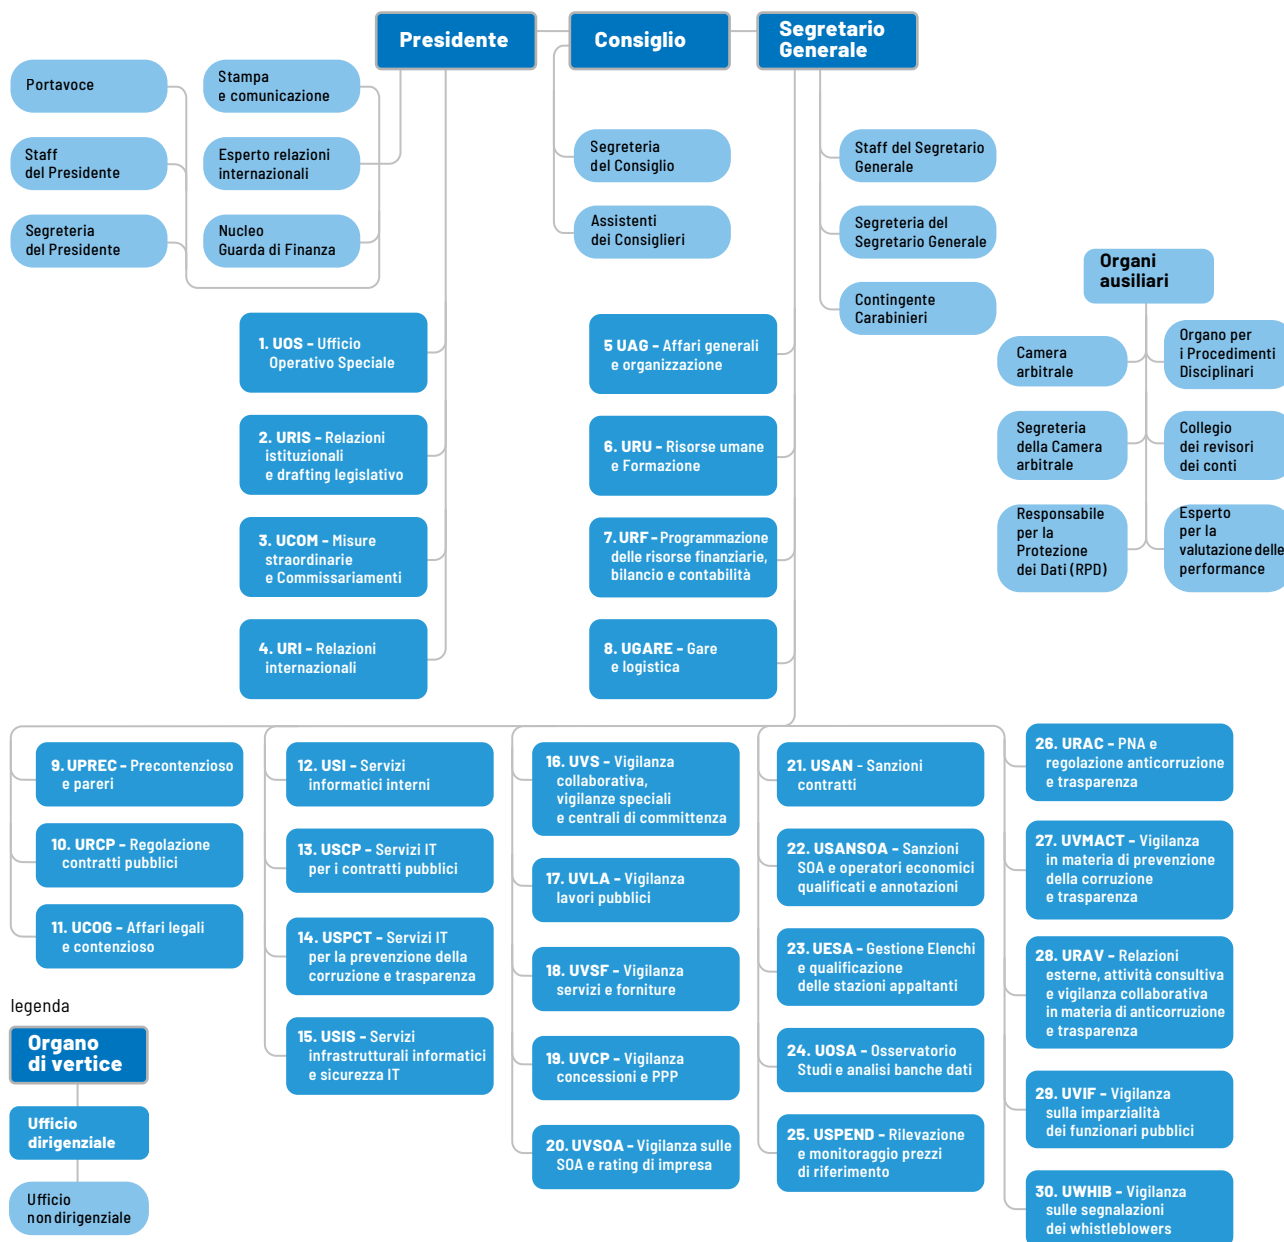 Presidente
Consiglio
Segretario
Generale
Portavoce
Stampa
e comunicazione
Staff
del Presidente
Esperto relazioni
internazionali
Segreteria
del Presidente
Nucleo
Guarda di Finanza
Segreteria
del Consiglio
Assistenti
dei Consiglieri
Staff del Segretario
Generale
Segreteria del
Segretario Generale
Contingente
Carabinieri
Organi
ausiliari
Camera
arbitrale
Organo per
i Procedimenti
Disciplinari
Segreteria
della Camera
arbitrale
Collegio
dei revisori
dei conti
Responsabile
per la
Protezione
dei Dati (RPD)
Esperto
per la
valutazione delle
performance
1. UOS - Ufficio
Operativo Speciale
2. URIS - Relazioni
istituzionali
e drafting legislativo
3. UCOM - Misure
straordinarie
e Commissariamenti
4. URI - Relazioni
internazionali
5 UAG - Affari generali
e organizzazione
6. URU - Risorse umane
e Formazione
7. URF - Programmazione
delle risorse finanziarie,
bilancio e contabilità
8. UGARE - Gare
e logistica
9. UPREC - Precontenzioso
e pareri
10. URCP - Regolazione
contratti pubblici
11. UCOG - Affari legali
e contenzioso
12. USI - Servizi
informatici interni
13. USCP - Servizi IT
per i contratti pubblici
14. USPCT - Servizi IT
per la prevenzione della
corruzione e trasparenza
15. USIS - Servizi
infrastrutturali informatici
e sicurezza IT
16. UVS - Vigilanza
collaborativa,
vigilanze speciali
e centrali di committenza
17. UVLA - Vigilanza
lavori pubblici
18. UVSF - Vigilanza
servizi e forniture
19. UVCP - Vigilanza
concessioni e PPP
20. UVSOA - Vigilanza sulle
SOA e rating di impresa
21. USAN - Sanzioni
contratti
22. USANSOA - Sanzioni
SOA e operatori economici
qualificati e annotazioni
23. UESA - Gestione Elenchi
e qualificazione
delle stazioni appaltanti
24. UOSA - Osservatorio
Studi e analisi banche dati
25. USPEND - Rilevazione
e monitoraggio prezzi
di riferimento
26. URAC - PNA e
regolazione anticorruzione
e trasparenza
27. UVMACT - Vigilanza
in materia di prevenzione
della corruzione
e trasparenza
28. URAV - Relazioni
esterne, attività consultiva
e vigilanza collaborativa
in materia di anticorruzione
e trasparenza
29. UVIF - Vigilanza
sulla imparzialità
dei funzionari pubblici
30. UWHIB - Vigilanza
sulle segnalazioni
dei whistleblowers
legenda
Organo
di vertice
Ufficio
dirigenziale
Ufficio
non dirigenziale